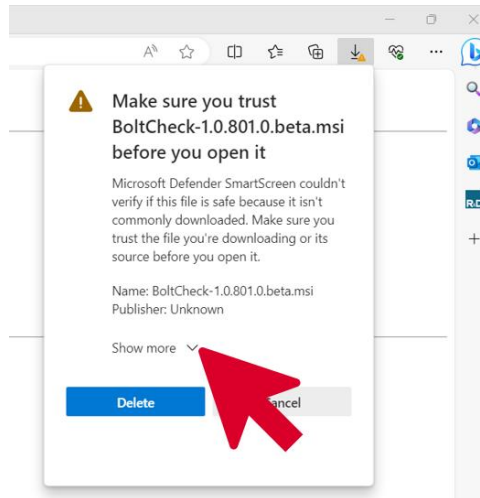 Make sure you trust
BoltCheck-1.0.801.0.beta.msi
before you open it
Microsoft Defender SmartScreen couldn't
verify if this file is safe because it isn't
commonly downloaded. Make sure you
trust the file you're downloading or its
source before you open it.
Name: BoltCheck-1.0.801.0.beta.msi
Publisher: Unknown
Show more
Delete